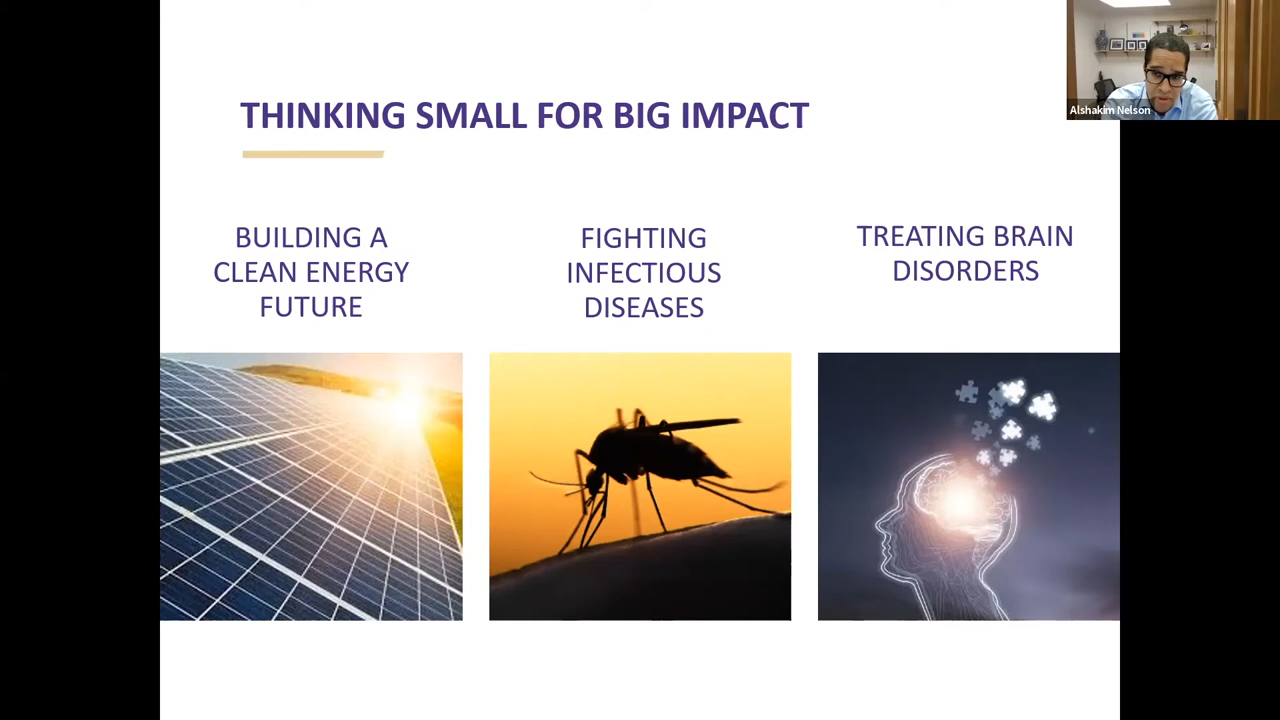 THINKING SMALL FOR BIG IMPACT
Alshakim Nelson
BUILDING A
CLEAN ENERGY
FUTURE
FIGHTING
INFECTIOUS
DISEASES
TREATING BRAIN
DISORDERS